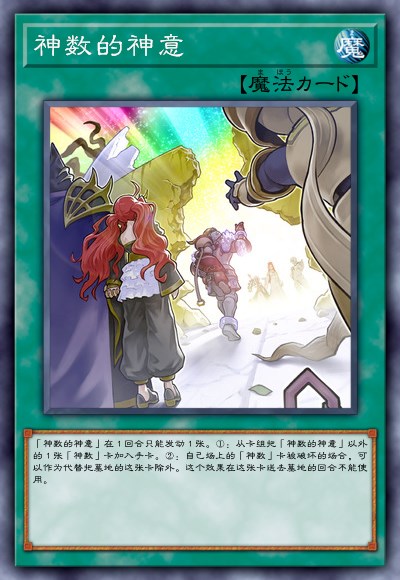 神数的神意
魔
【魔法カード】
まほう
「神数的神意」在１回合只能发动１张。①：从卡组把「神数的神意」以外
的１张「神数」卡加入手卡。②：自己场上的「神数」卡被破坏的场合，可
以作为代替把墓地的这张卡除外。这个效果在这张卡送去墓地的回合不能使
用。